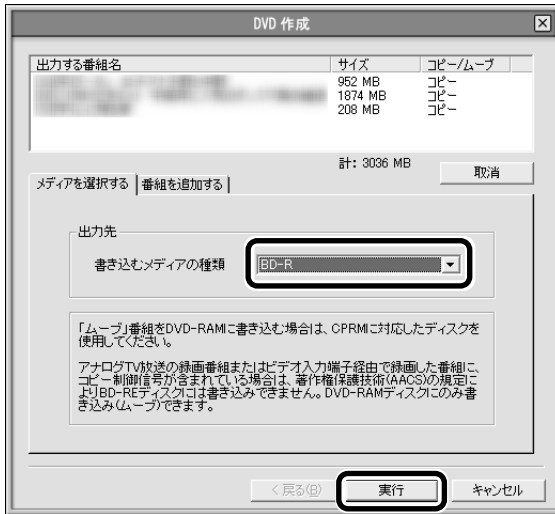 DVD 作成
出力する番組名 サイズ コピー/ムーブ
952 MB コピー
1874 MB コピー
208 MB コピー
計: 3036 MB
取消
メディアを選択する 番組を追加する
出力先
書き込むメディアの種類 BD-R
「ムーブ」番組をDVD-RAMに書き込む場合は、CPRMに対応したディスクを
使用してください。
アナログTV放送の録画番組またはビデオ入力端子経由で録画した番組に、
コピー制御信号が含まれている場合は、著作権保護技術(AACS)の規定に
よりBD-REディスクには書き込みできません。DVD-RAMディスクにのみ書
き込み(ムーブ)できます。
< 戻る(B) 実行 キャンセル